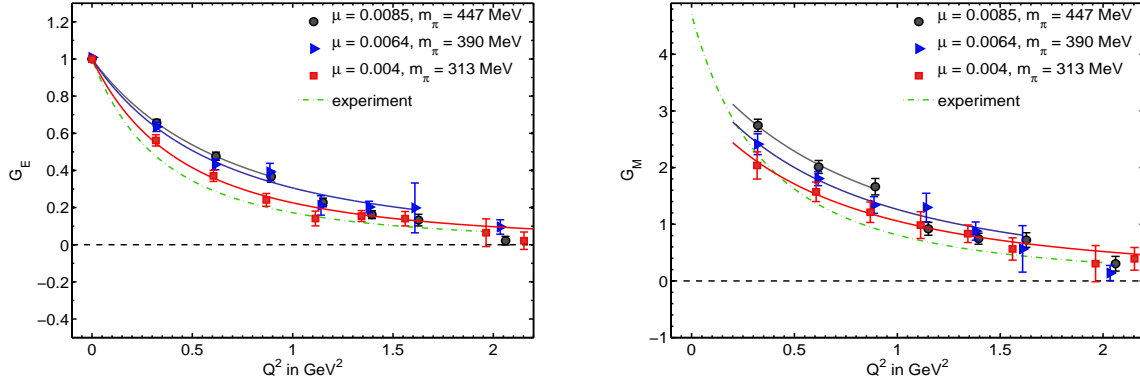 μ = 0.0085, m_π = 447 MeV
μ = 0.0064, m_π = 390 MeV
μ = 0.004, m_π = 313 MeV
experiment
1.2
1
0.8
0.6
0.4
0.2
0
−0.2
−0.4
G_E
0
0.5
1
1.5
2
Q² in GeV²
μ = 0.0085, m_π = 447 MeV
μ = 0.0064, m_π = 390 MeV
μ = 0.004, m_π = 313 MeV
experiment
4
3
2
1
0
−1
G_M
0
0.5
1
1.5
2
Q² in GeV²